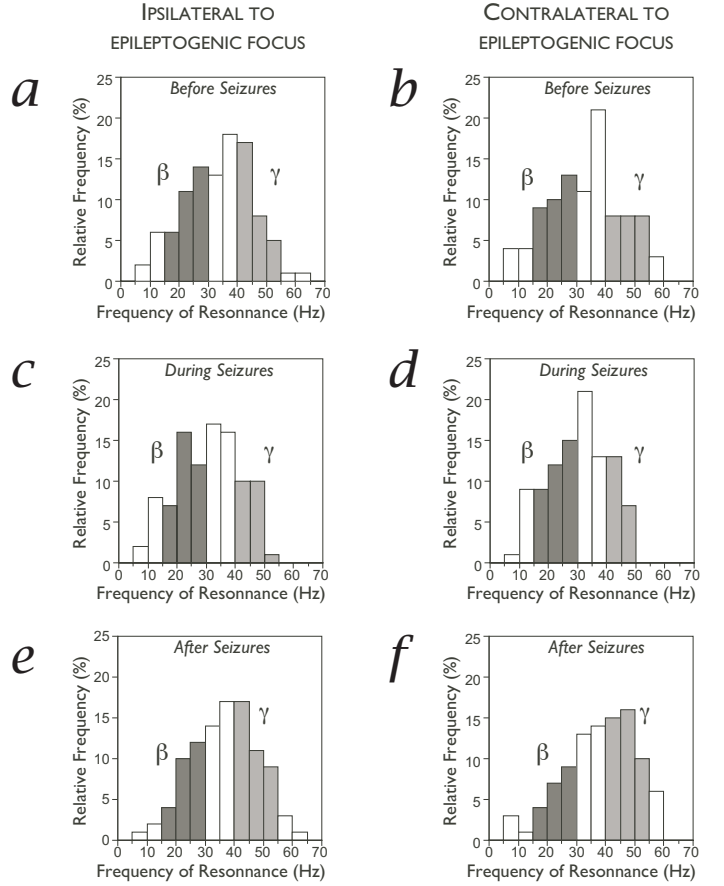 IPSILATERAL TO
EPILEPTOGENIC FOCUS
CONTRALATERAL TO
EPILEPTOGENIC FOCUS
a
Before Seizures
Relative Frequency (%)
25
20
15
10
5
0
β
γ
0 10 20 30 40 50 60 70
Frequency of Resonnance (Hz)
b
Before Seizures
Relative Frequency (%)
25
20
15
10
5
0
β
γ
0 10 20 30 40 50 60 70
Frequency of Resonnance (Hz)
c
During Seizures
Relative Frequency (%)
25
20
15
10
5
0
β
γ
0 10 20 30 40 50 60 70
Frequency of Resonnance (Hz)
d
During Seizures
Relative Frequency (%)
25
20
15
10
5
0
β
γ
0 10 20 30 40 50 60 70
Frequency of Resonnance (Hz)
e
After Seizures
Relative Frequency (%)
25
20
15
10
5
0
β
γ
0 10 20 30 40 50 60 70
Frequency of Resonnance (Hz)
f
After Seizures
Relative Frequency (%)
25
20
15
10
5
0
β
γ
0 10 20 30 40 50 60 70
Frequency of Resonnance (Hz)